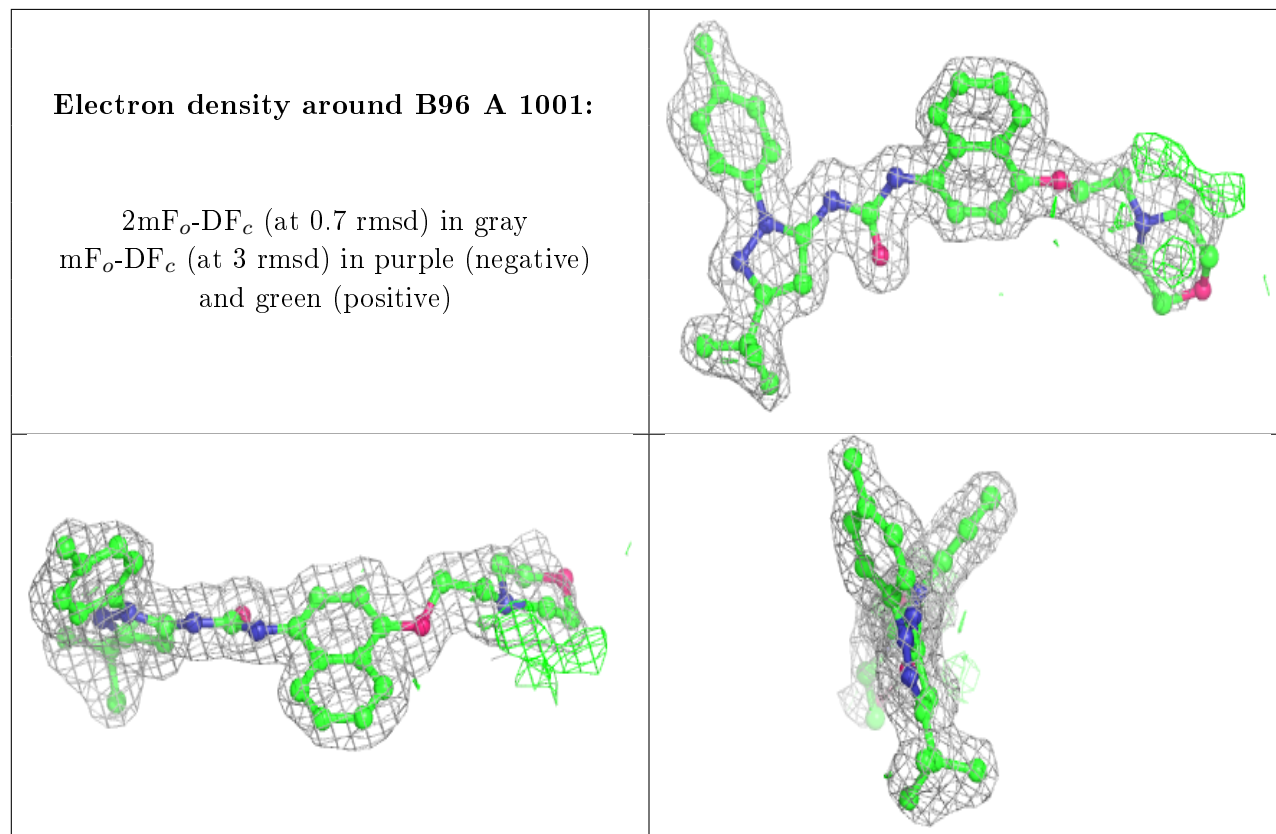 Electron density around B96 A 1001:
2mFo-DFc (at 0.7 rmsd) in gray
mFo-DFc (at 3 rmsd) in purple (negative)
and green (positive)